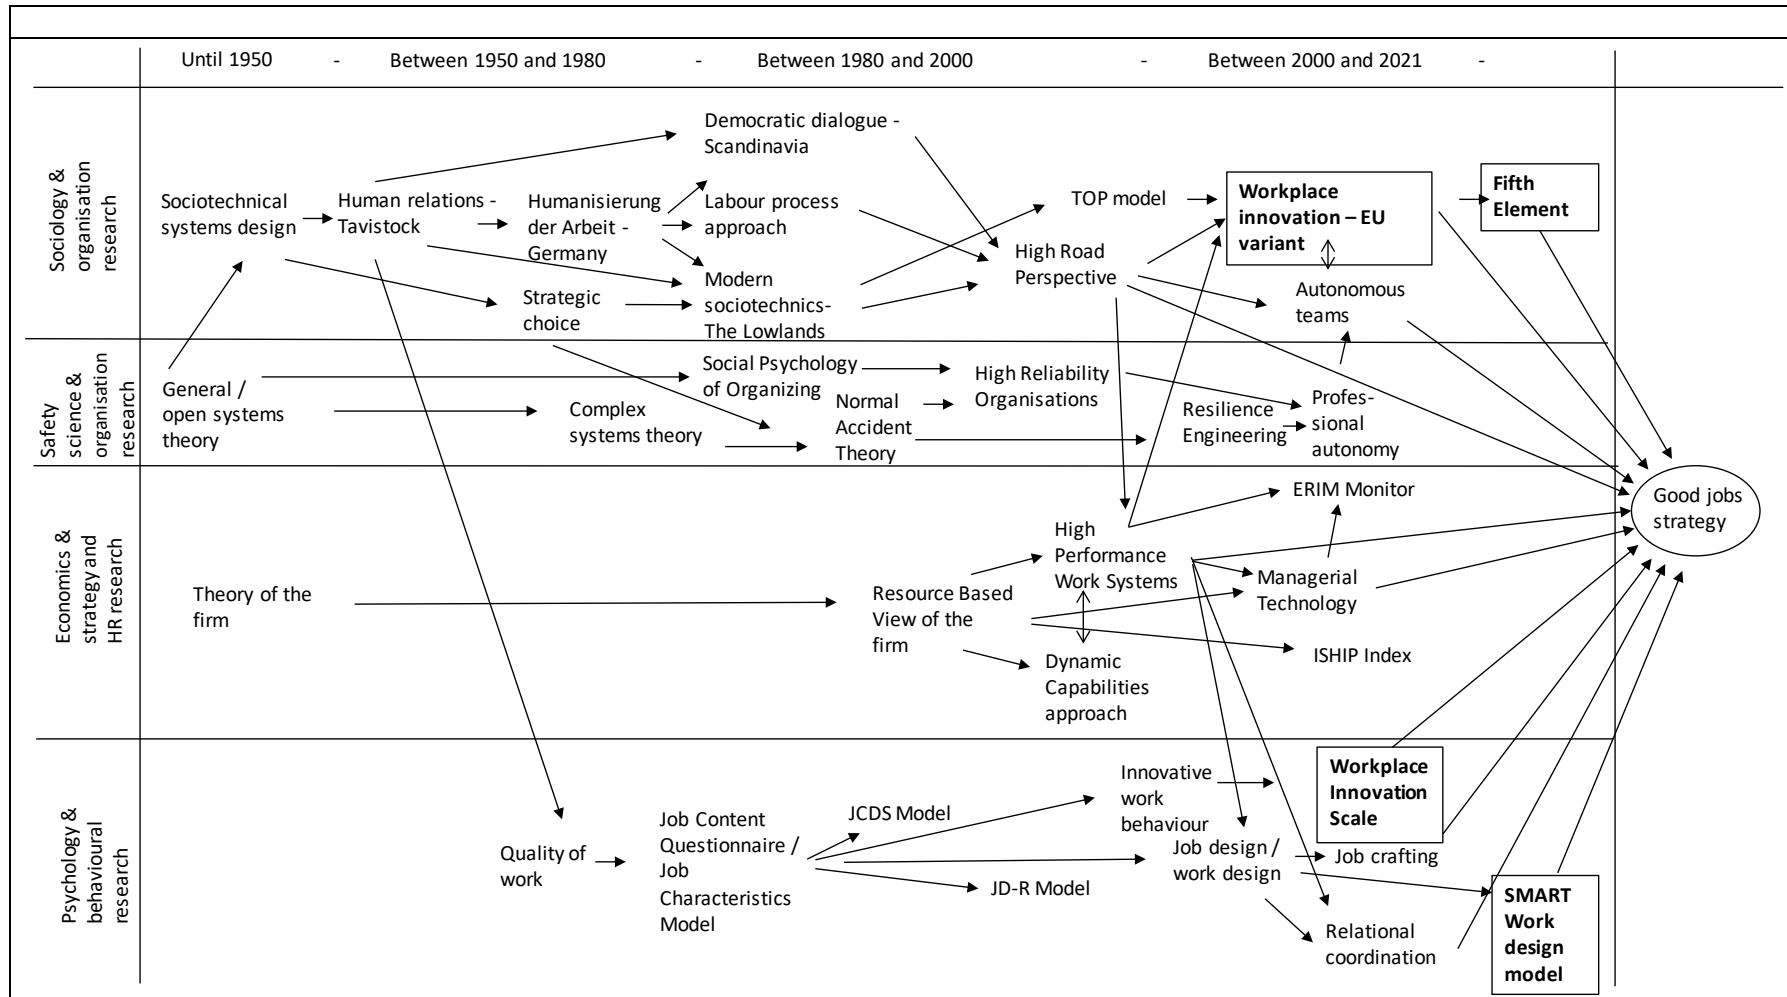 Until 1950 - Between 1950 and 1980 - Between 1980 and 2000 - Between 2000 and 2021 -
Sociology &
organisation
research
Sociotechnical
systems design
Human relations -
Tavistock
Humanisierung
der Arbeit -
Germany
Strategic
choice
Democratic dialogue -
Scandinavia
Labour process
approach
Modern
sociotechnics-
The Lowlands
TOP model
High Road
Perspective
Workplace
innovation – EU
variant
Autonomous
teams
Fifth
Element
Safety
science &
organisation
research
General /
open systems
theory
Complex
systems theory
Social Psychology
of Organizing
Normal
Accident
Theory
High Reliability
Organisations
Resilience
Engineering
Profes-
sional
autonomy
Economics &
strategy and
HR research
Theory of the
firm
Resource Based
View of the
firm
High
Performance
Work Systems
Dynamic
Capabilities
approach
ERIM Monitor
Managerial
Technology
ISHIP Index
Good jobs
strategy
Psychology &
behavioural
research
Quality of
work
Job Content
Questionnaire /
Job
Characteristics
Model
JCDS Model
JD-R Model
Innovative
work
behaviour
Job design /
work design
Workplace
Innovation
Scale
Job crafting
Relational
coordination
SMART
Work
design
model